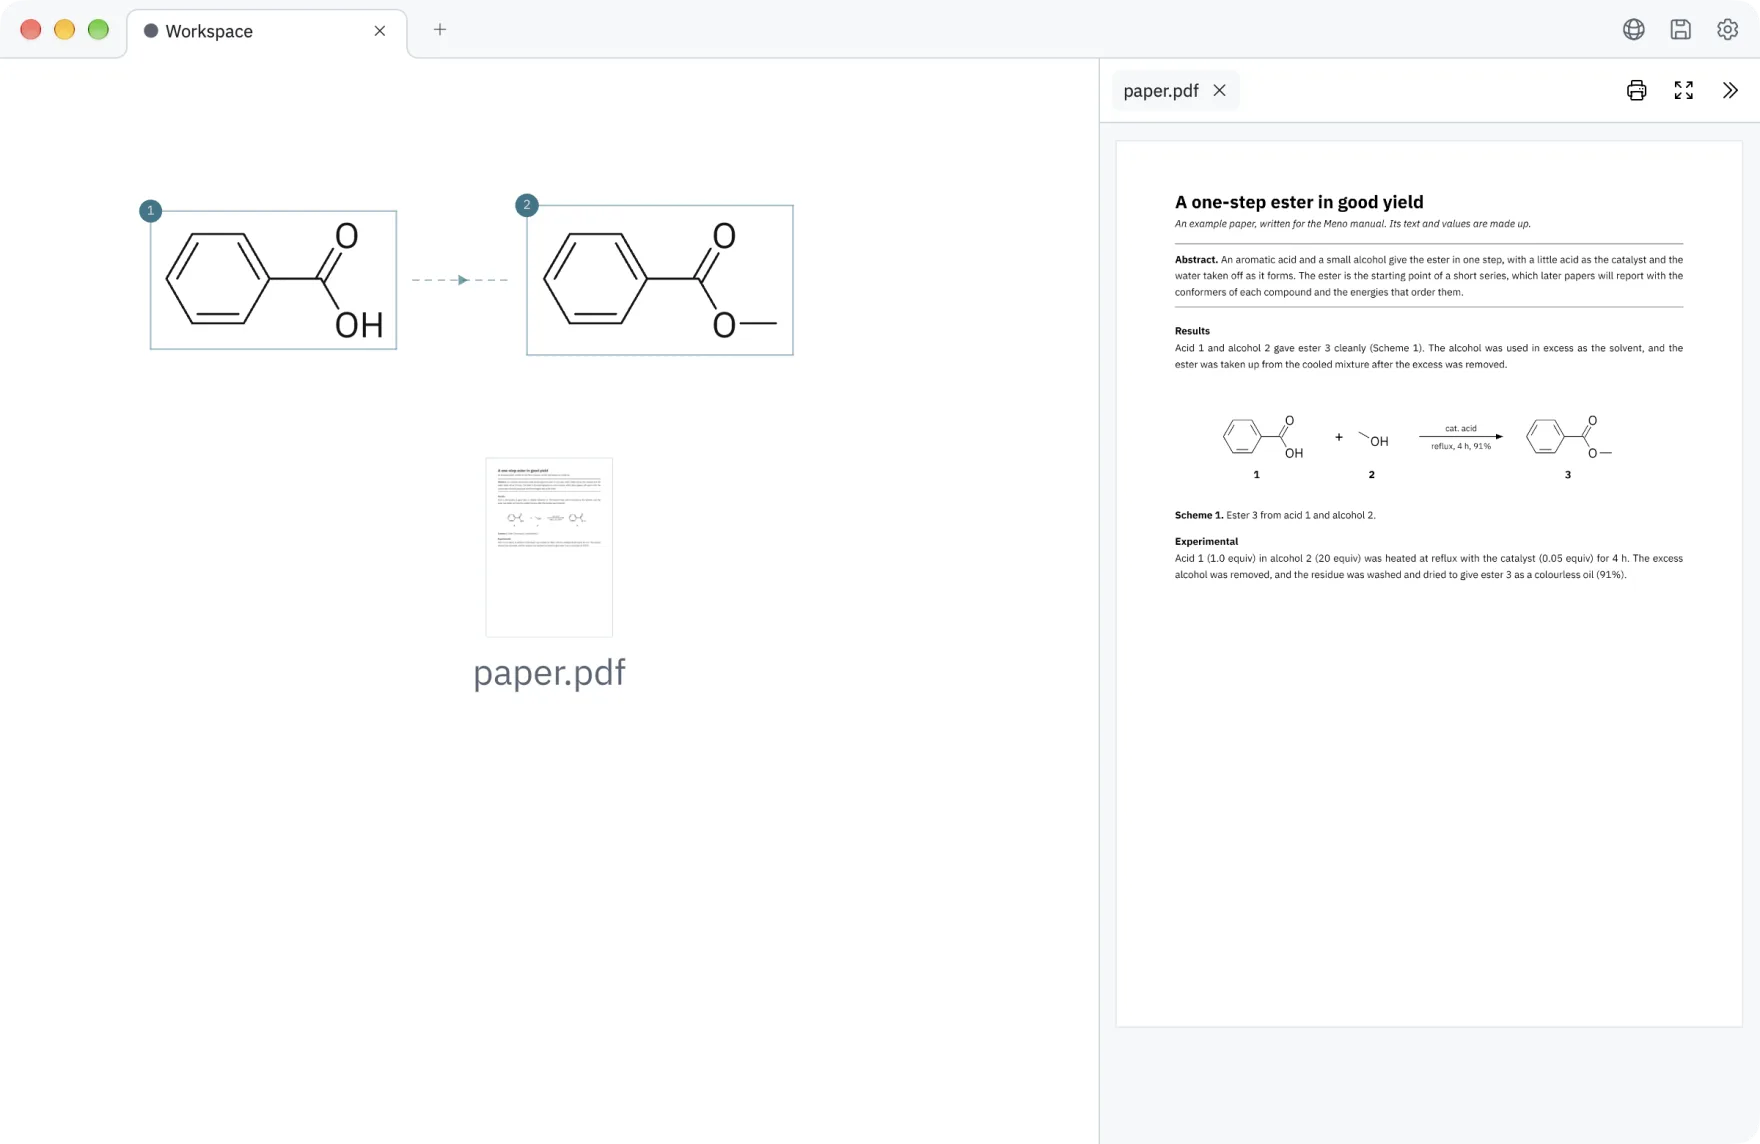 Workspace
paper.pdf
1
O
OH
2
O
O
paper.pdf
A one-step ester in good yield
An example paper, written for the Meno manual. Its text and values are made up.
Abstract. An aromatic acid and a small alcohol give the ester in one step, with a little acid as the catalyst and the
water taken off as it forms. The ester is the starting point of a short series, which later papers will report with the
conformers of each compound and the energies that order them.
Results
Acid 1 and alcohol 2 gave ester 3 cleanly (Scheme 1). The alcohol was used in excess as the solvent, and the
ester was taken up from the cooled mixture after the excess was removed.
O
OH
1
+
OH
2
cat. acid
reflux, 4 h, 91%
O
O
3
Scheme 1. Ester 3 from acid 1 and alcohol 2.
Experimental
Acid 1 (1.0 equiv) in alcohol 2 (20 equiv) was heated at reflux with the catalyst (0.05 equiv) for 4 h. The excess
alcohol was removed, and the residue was washed and dried to give ester 3 as a colourless oil (91%).